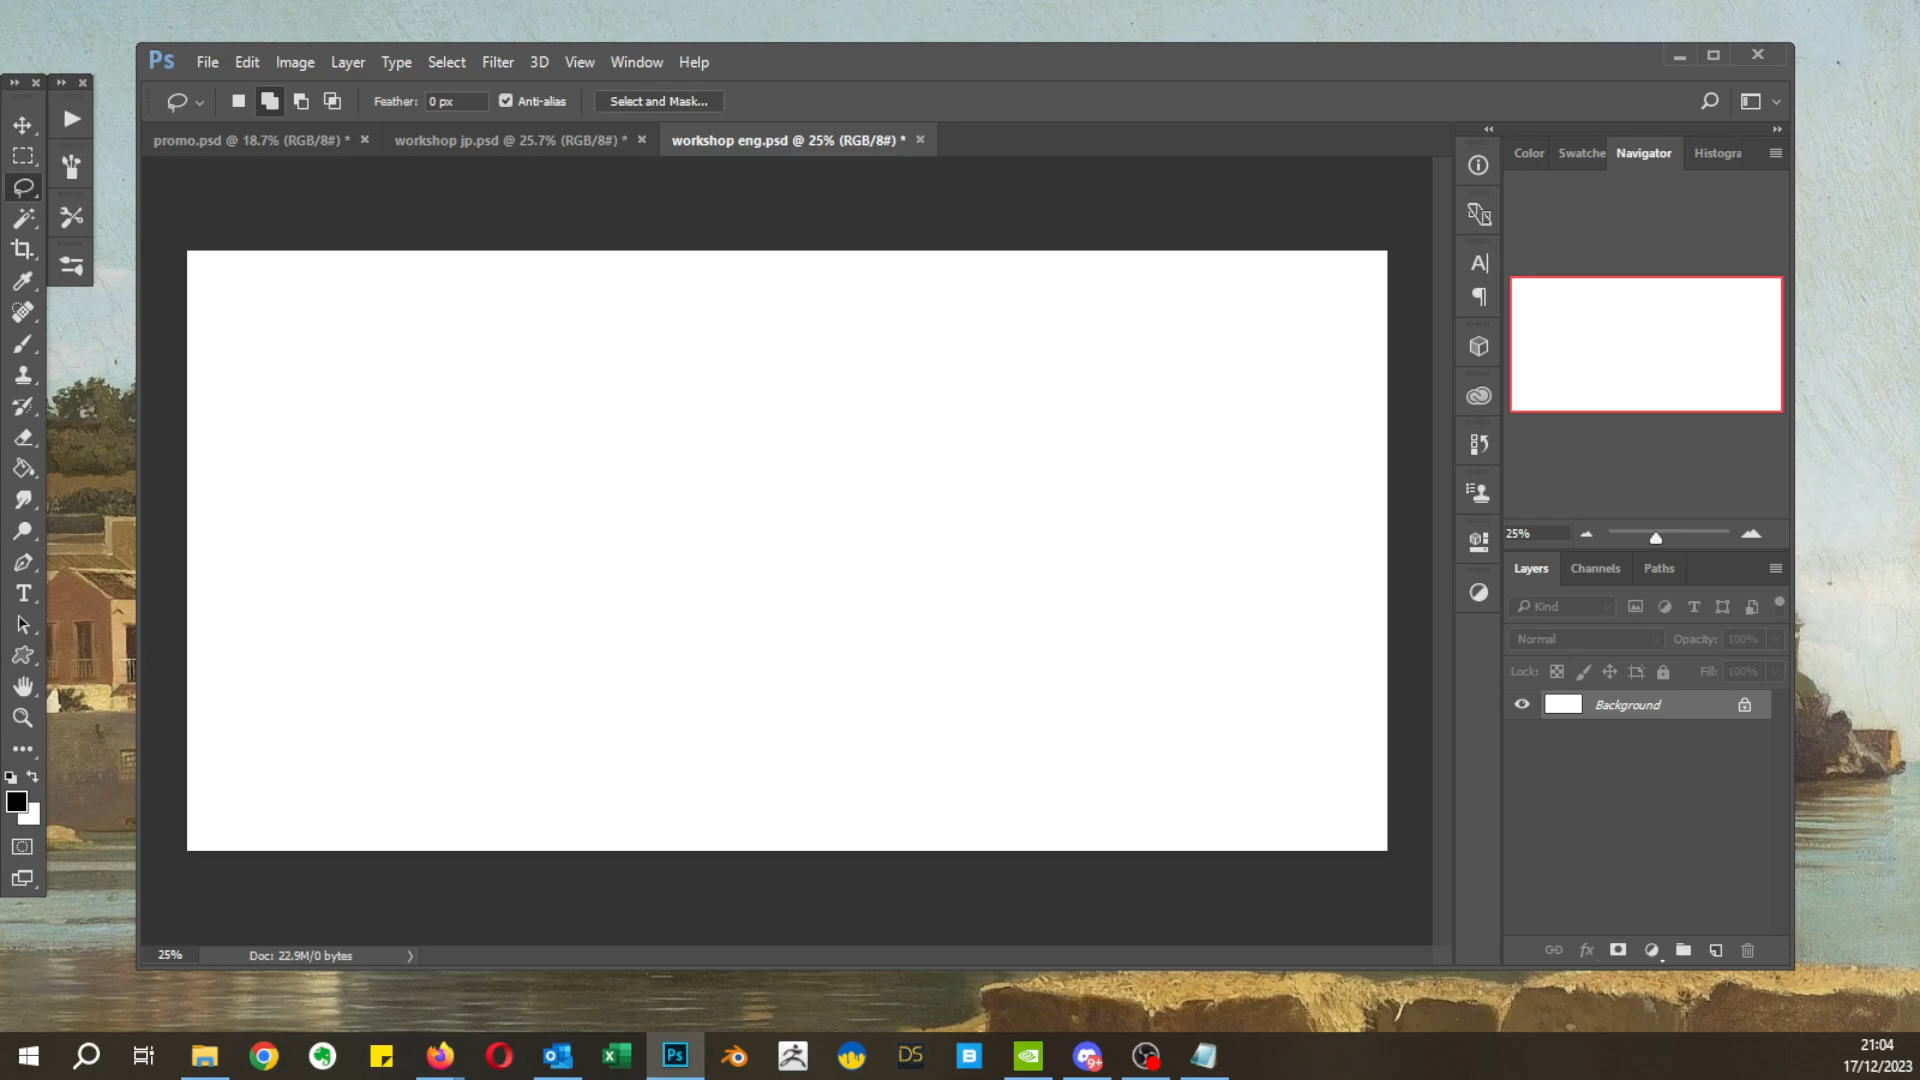 Ps File Edit Image Layer Type Select Filter 3D View Window Help
Feather: 0 px Anti-alias Select and Mask...
promo.psd @ 18.7% (RGB/8#) * workshop jp.psd @ 25.7% (RGB/8#) * workshop eng.psd @ 25% (RGB/8#) *
Color Swatche Navigator Histogra
25%
Layers Channels Paths
Kind
Normal Opacity: 100%
Lock: Fill: 100%
Background
25% Doc: 22.9M/0 bytes
fx
Ps DS B 9+
21:04
17/12/2023